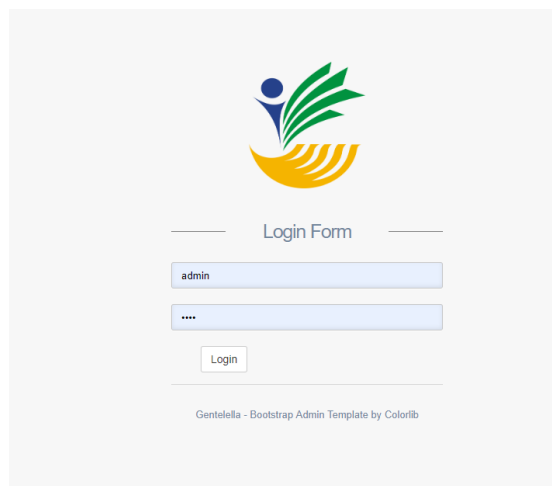 Login Form
admin
••••
Login
Gentelella - Bootstrap Admin Template by Colorlib